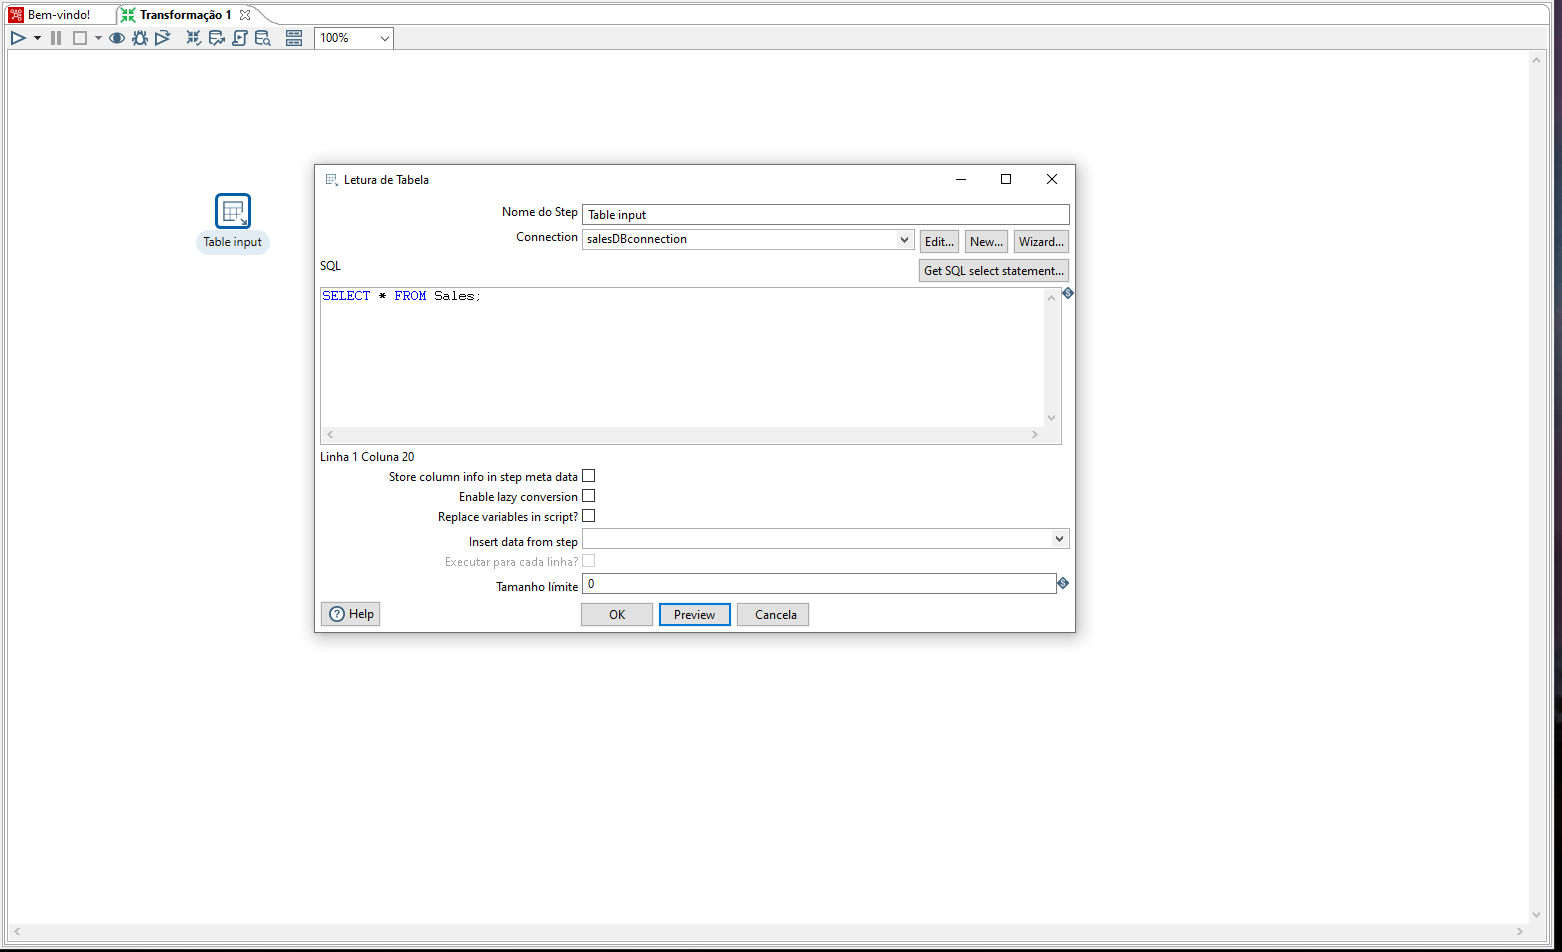 Bem-vindo!
Transformação 1
100%
Table input
Letura de Tabela
Nome do Step Table input
Connection salesDBconnection Edit... New... Wizard...
SQL Get SQL select statement...
SELECT * FROM Sales;
Linha 1 Coluna 20
Store column info in step meta data
Enable lazy conversion
Replace variables in script?
Insert data from step
Executar para cada linha?
Tamanho límite 0
Help OK Preview Cancela